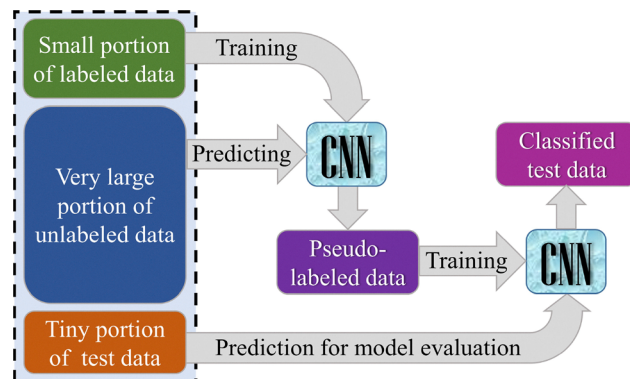 Small portion
of labeled data
Training
Predicting
CNN
Very large
portion of
unlabeled data
Pseudo-
labeled data
Training
CNN
Classified
test data
Tiny portion
of test data
Prediction for model evaluation